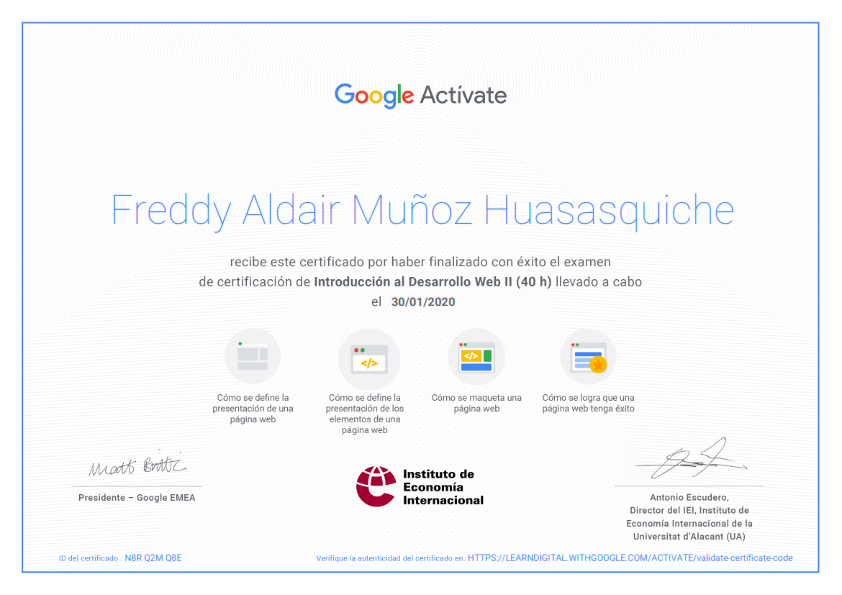 Google Actívate
Freddy Aldair Muñoz Huasasquiche
recibe este certificado por haber finalizado con éxito el examen
de certificación de Introducción al Desarrollo Web II (40 h) llevado a cabo
el 30/01/2020
</>
</>
Cómo se define la
presentación de una
página web
Cómo se define la
presentación de los
elementos de una
página web
Cómo se maqueta una
página web
Cómo se logra que una
página web tenga éxito
Matt Brittin
Presidente – Google EMEA
Instituto de
Economía
Internacional
Antonio Escudero,
Director del IEI, Instituto de
Economía Internacional de la
Universitat d'Alacant (UA)
ID del certificado : N8R Q2M Q8E
Verifique la autenticidad del certificado en: HTTPS://LEARNDIGITAL.WITHGOOGLE.COM/ACTIVATE/validate-certificate-code